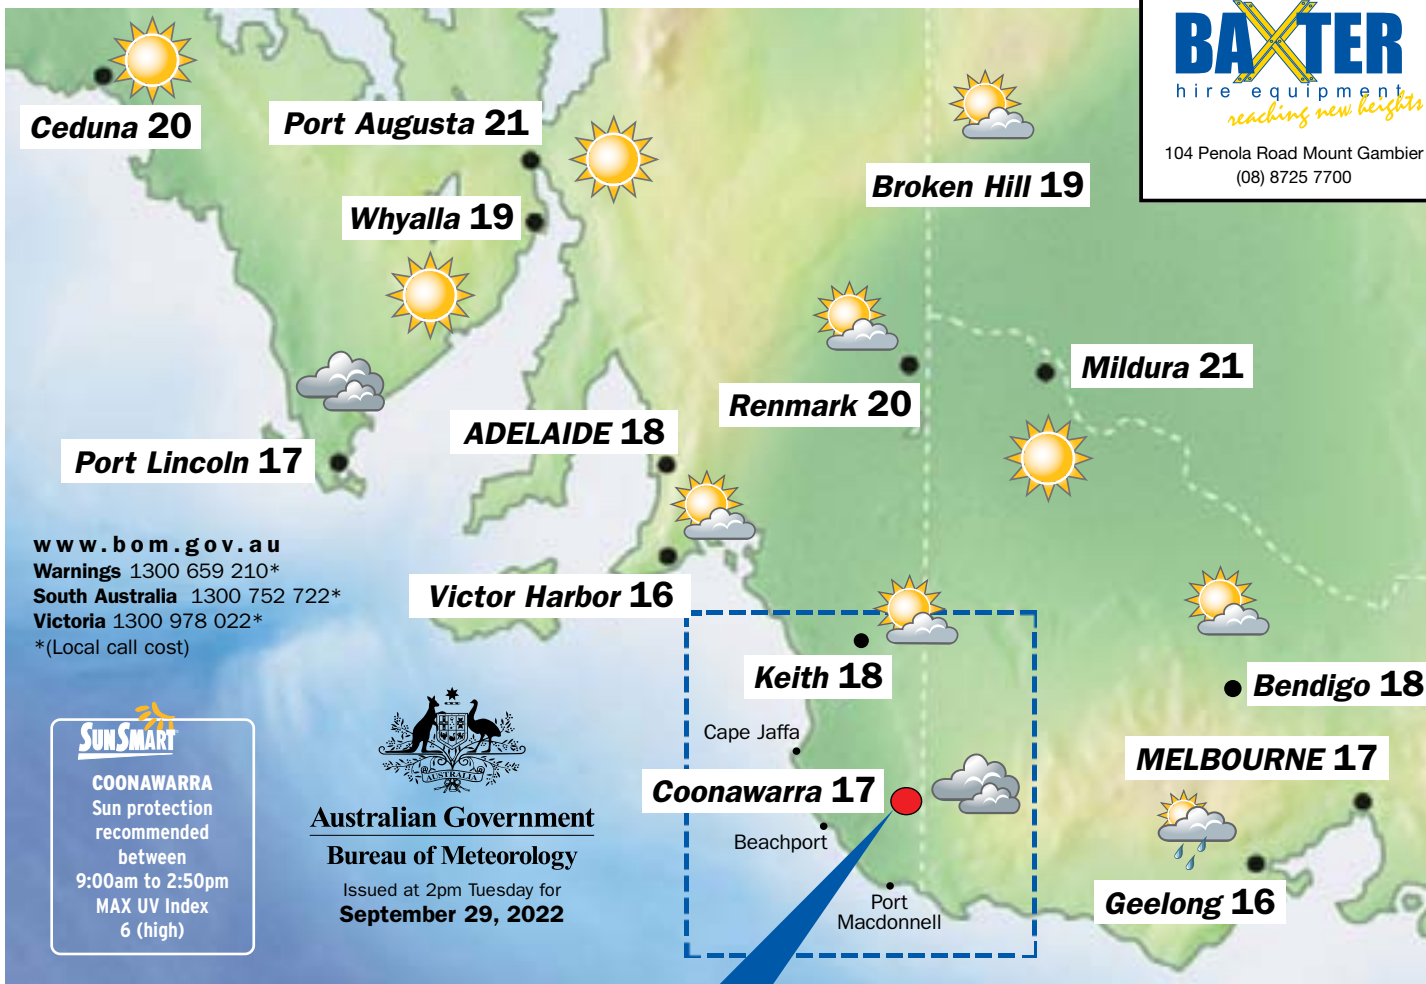 BAXTER
hire equipment
reaching new heights
104 Penola Road Mount Gambier
(08) 8725 7700
Ceduna 20
Port Augusta 21
Whyalla 19
Broken Hill 19
Renmark 20
Mildura 21
ADELAIDE 18
Port Lincoln 17
www.bom.gov.au
Warnings 1300 659 210*
South Australia 1300 752 722*
Victoria 1300 978 022*
*(Local call cost)
Victor Harbor 16
Keith 18
Bendigo 18
Cape Jaffa
MELBOURNE 17
Coonawarra 17
Beachport
Port
Macdonnell
Geelong 16
SUNSMART
COONAWARRA
Sun protection
recommended
between
9:00am to 2:50pm
MAX UV Index
6 (high)
AUSTRALIA
Australian Government
Bureau of Meteorology
Issued at 2pm Tuesday for
September 29, 2022